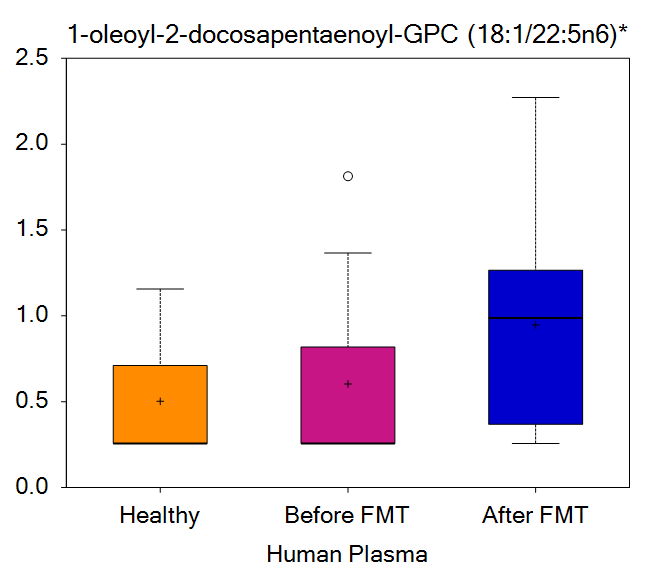 1-oleoyl-2-docosapentaenoyl-GPC (18:1/22:5n6)*
2.5
2.0
1.5
1.0
0.5
0.0
Healthy Before FMT After FMT
Human Plasma